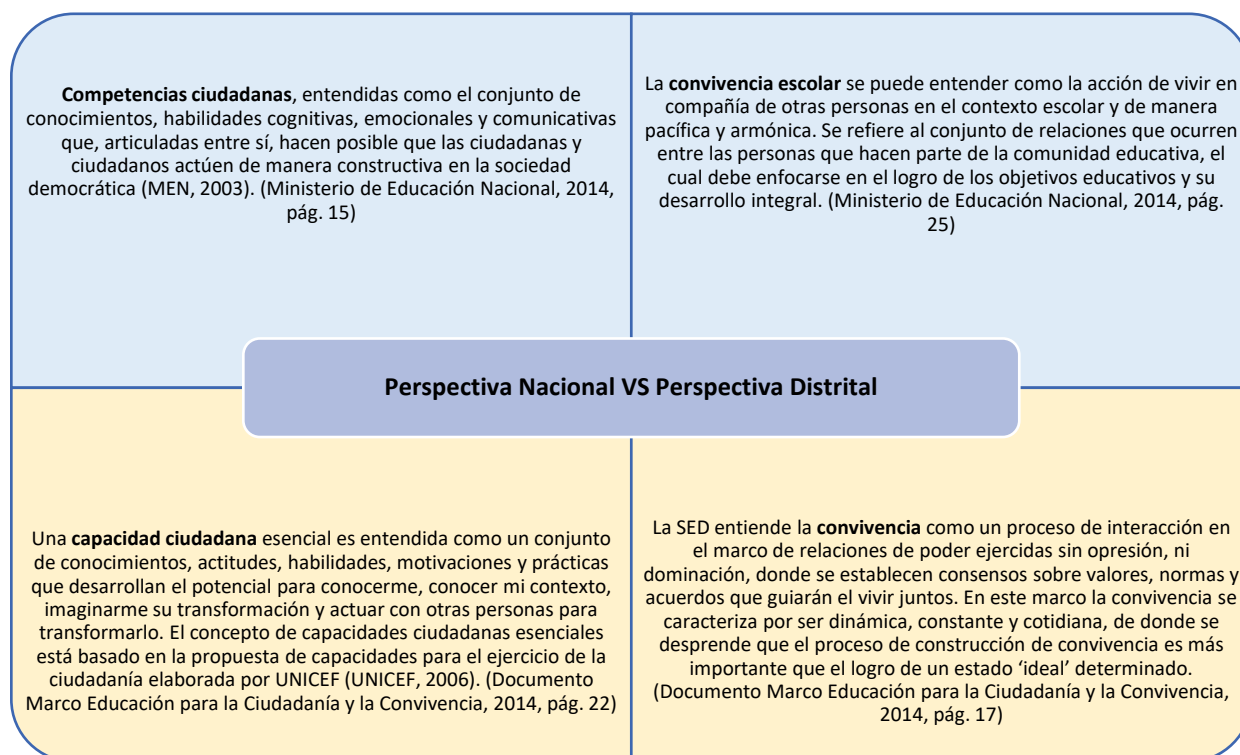 Competencias ciudadanas, entendidas como el conjunto de
conocimientos, habilidades cognitivas, emocionales y comunicativas
que, articuladas entre sí, hacen posible que las ciudadanas y
ciudadanos actúen de manera constructiva en la sociedad
democrática (MEN, 2003). (Ministerio de Educación Nacional, 2014,
pág. 15)
La convivencia escolar se puede entender como la acción de vivir en
compañía de otras personas en el contexto escolar y de manera
pacífica y armónica. Se refiere al conjunto de relaciones que ocurren
entre las personas que hacen parte de la comunidad educativa, el
cual debe enfocarse en el logro de los objetivos educativos y su
desarrollo integral. (Ministerio de Educación Nacional, 2014, pág.
25)
Perspectiva Nacional VS Perspectiva Distrital
Una capacidad ciudadana esencial es entendida como un conjunto
de conocimientos, actitudes, habilidades, motivaciones y prácticas
que desarrollan el potencial para conocerme, conocer mi contexto,
imaginarme su transformación y actuar con otras personas para
transformarlo. El concepto de capacidades ciudadanas esenciales
está basado en la propuesta de capacidades para el ejercicio de la
ciudadanía elaborada por UNICEF (UNICEF, 2006). (Documento
Marco Educación para la Ciudadanía y la Convivencia, 2014, pág. 22)
La SED entiende la convivencia como un proceso de interacción en
el marco de relaciones de poder ejercidas sin opresión, ni
dominación, donde se establecen consensos sobre valores, normas y
acuerdos que guiarán el vivir juntos. En este marco la convivencia se
caracteriza por ser dinámica, constante y cotidiana, de donde se
desprende que el proceso de construcción de convivencia es más
importante que el logro de un estado ‘ideal’ determinado.
(Documento Marco Educación para la Ciudadanía y la Convivencia,
2014, pág. 17)